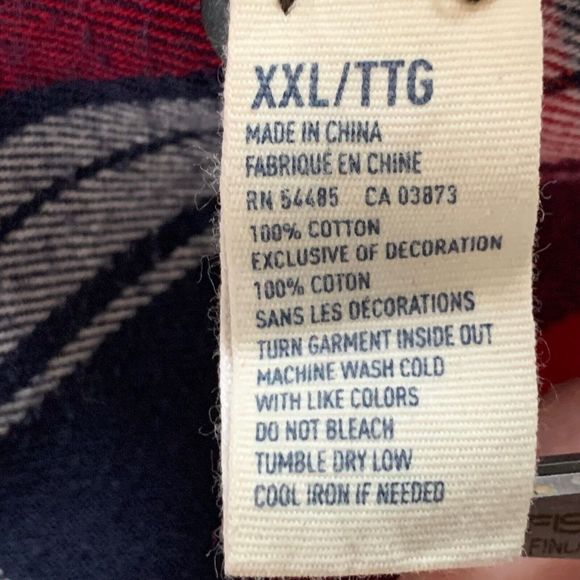 XXL/TTG
MADE IN CHINA
FABRIQUÉ EN CHINE
RN 54485 CA 03873
100% COTTON
EXCLUSIVE OF DECORATION
100% COTON
SANS LES DÉCORATIONS
TURN GARMENT INSIDE OUT
MACHINE WASH COLD
WITH LIKE COLORS
DO NOT BLEACH
TUMBLE DRY LOW
COOL IRON IF NEEDED